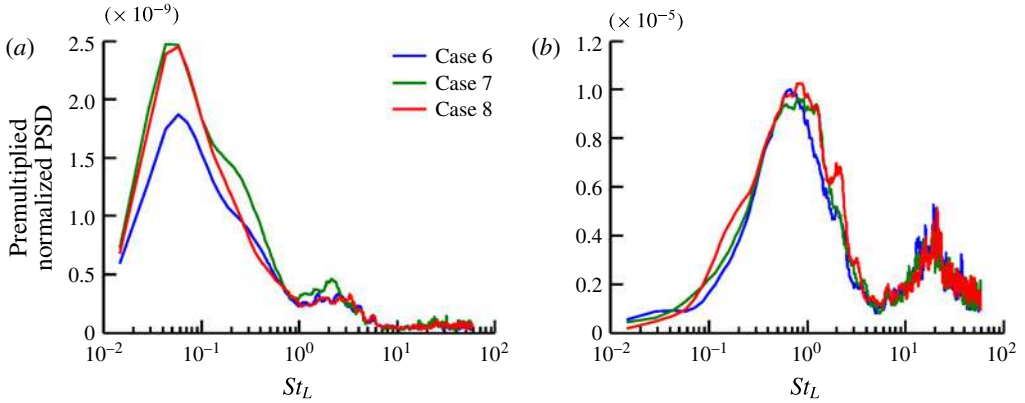 (× 10⁻⁹)
(a)
2.5
2.0
1.5
1.0
0.5
0
Premultiplied
normalized PSD
Case 6
Case 7
Case 8
10⁻² 10⁻¹ 10⁰ 10¹ 10²
St_L
(× 10⁻⁵)
(b)
1.2
1.0
0.8
0.6
0.4
0.2
0
10⁻² 10⁻¹ 10⁰ 10¹ 10²
St_L